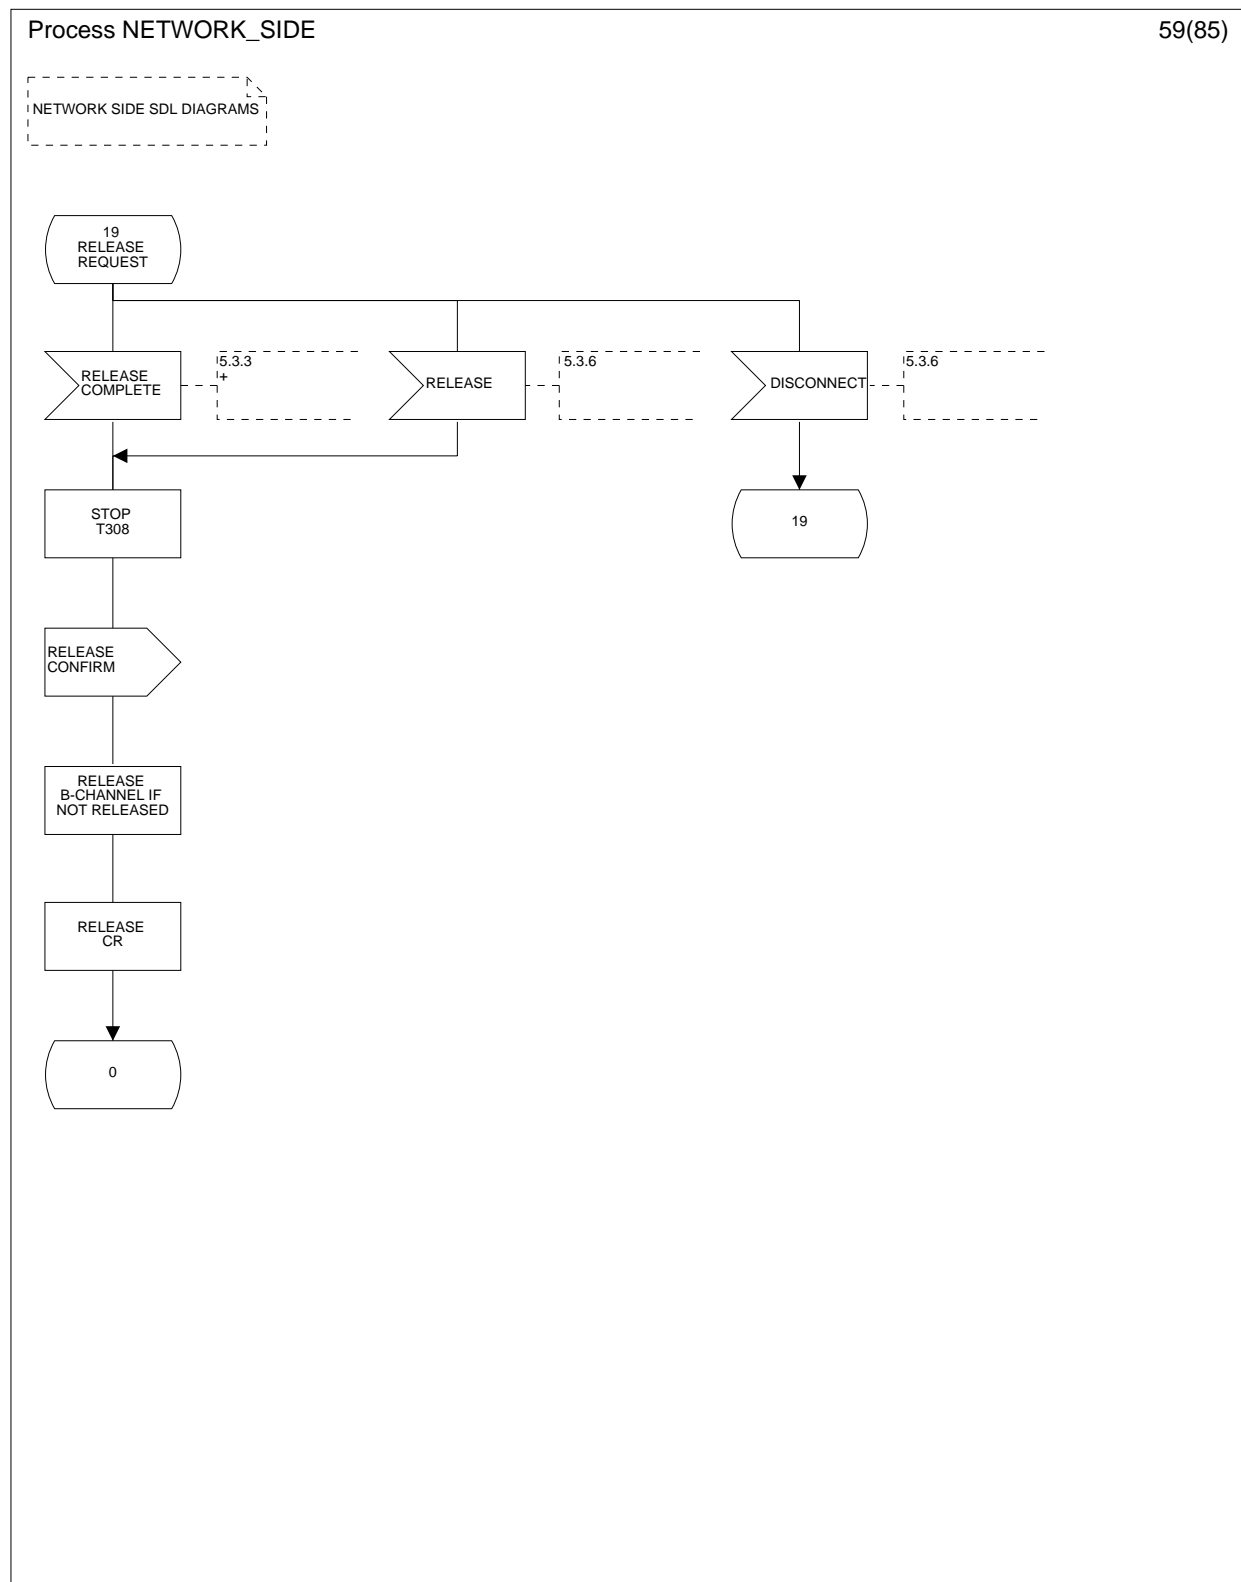 Process NETWORK_SIDE
59(85)
NETWORK SIDE SDL DIAGRAMS
19
RELEASE
REQUEST
RELEASE
COMPLETE
5.3.3
+
RELEASE
5.3.6
DISCONNECT
5.3.6
STOP
T308
19
RELEASE
CONFIRM
RELEASE
B-CHANNEL IF
NOT RELEASED
RELEASE
CR
0